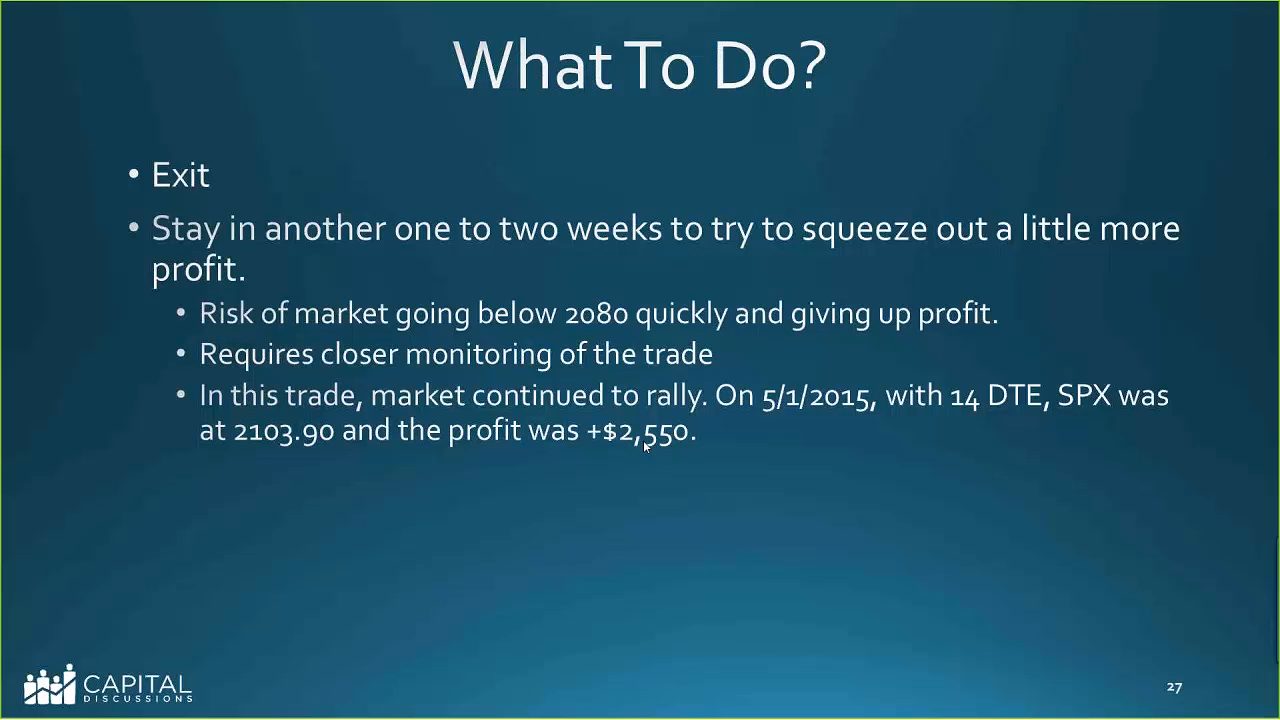 What To Do?
• Exit
• Stay in another one to two weeks to try to squeeze out a little more
profit.
• Risk of market going below 2080 quickly and giving up profit.
• Requires closer monitoring of the trade
• In this trade, market continued to rally. On 5/1/2015, with 14 DTE, SPX was
at 2103.90 and the profit was +$2,550.
CAPITAL
DISCUSSIONS
27